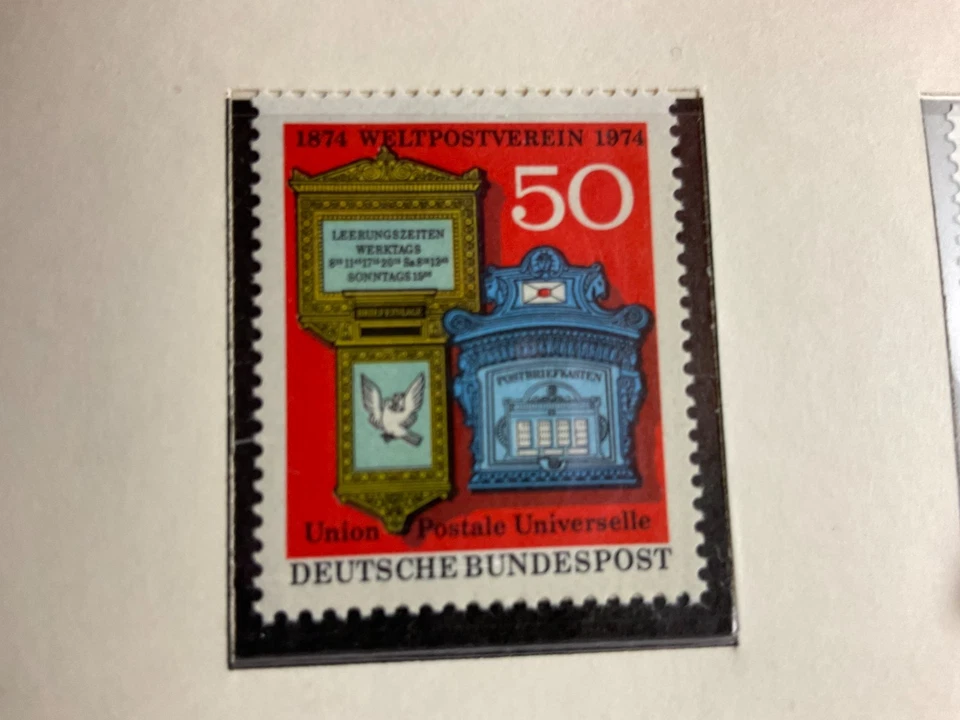 1874 WELTPOSTVEREIN 1974
50
LEERUNGSZEITEN
WERKTAGS
SONNTAGS
POSTBRIEFKASTEN
Union Postale Universelle
DEUTSCHE BUNDESPOST